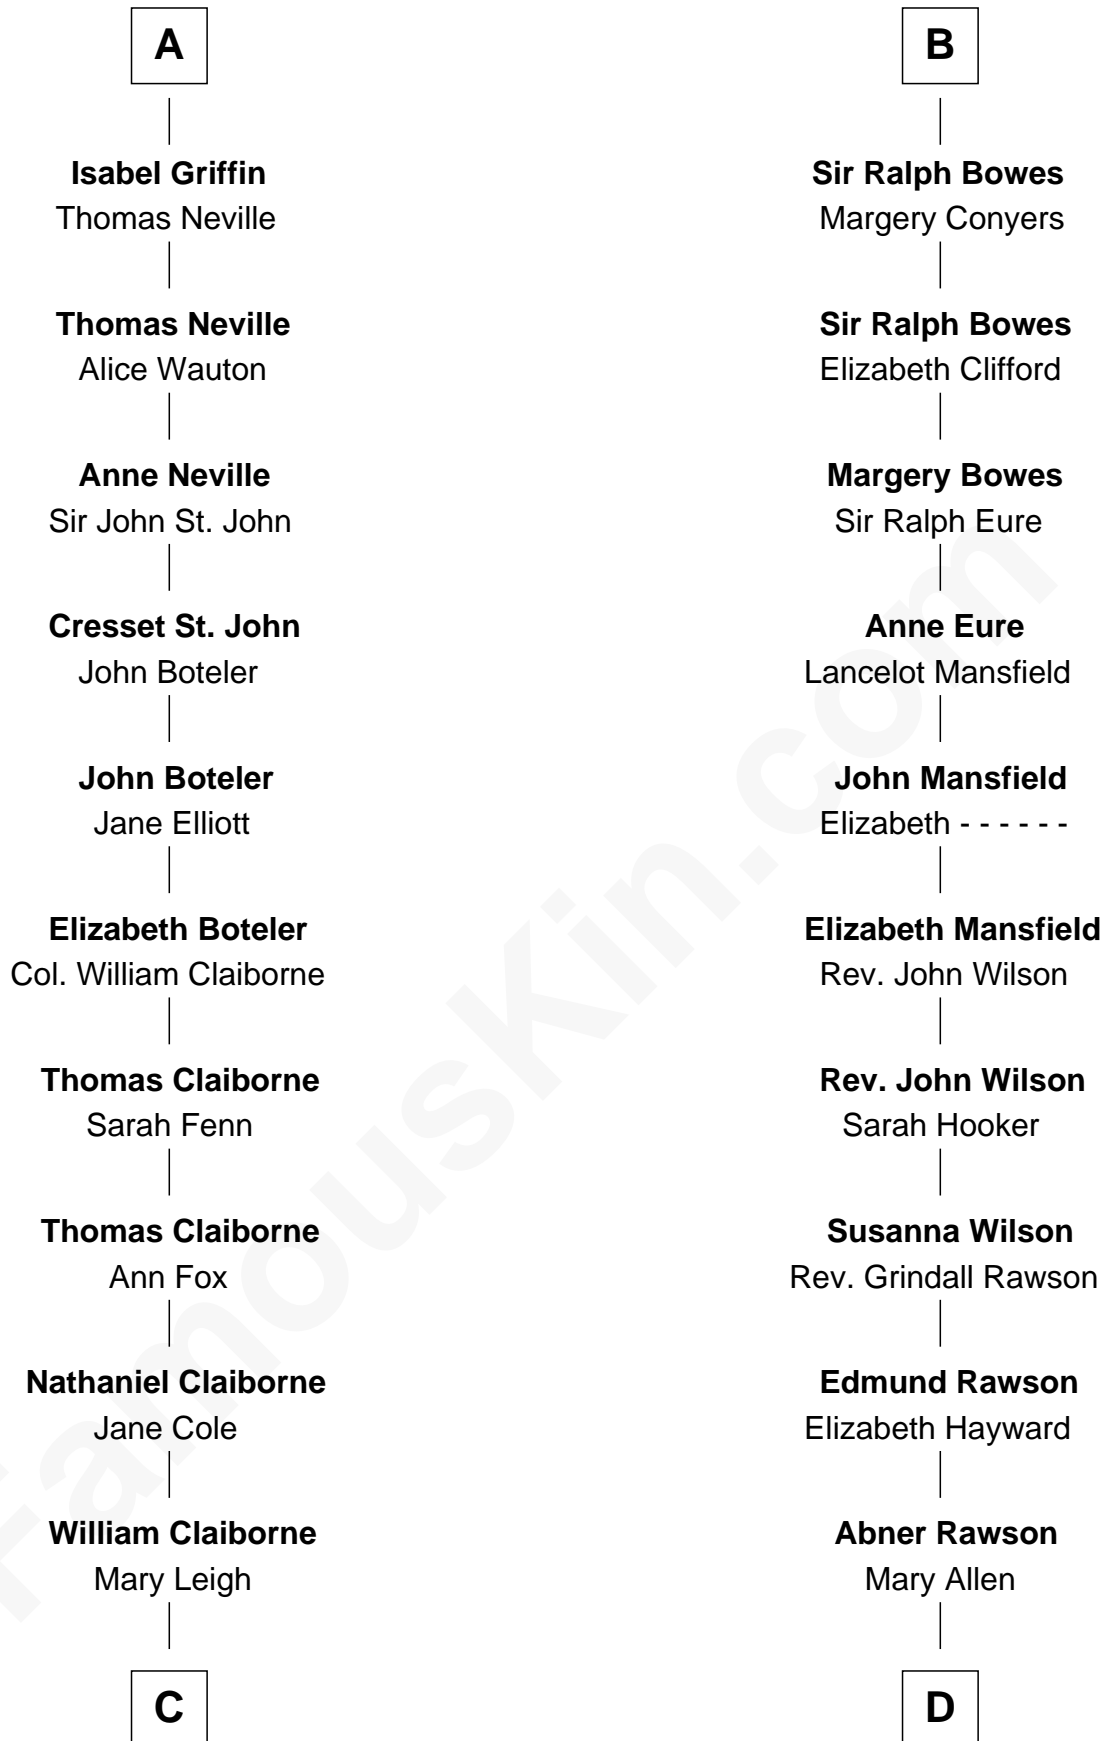 A
Isabel Griffin
Thomas Neville
Thomas Neville
Alice Wauton
Anne Neville
Sir John St. John
Cresset St. John
John Boteler
John Boteler
Jane Elliott
Elizabeth Boteler
Col. William Claiborne
Thomas Claiborne
Sarah Fenn
Thomas Claiborne
Ann Fox
Nathaniel Claiborne
Jane Cole
William Claiborne
Mary Leigh
C
B
Sir Ralph Bowes
Margery Conyers
Sir Ralph Bowes
Elizabeth Clifford
Margery Bowes
Sir Ralph Eure
Anne Eure
Lancelot Mansfield
John Mansfield
Elizabeth - - - - - -
Elizabeth Mansfield
Rev. John Wilson
Rev. John Wilson
Sarah Hooker
Susanna Wilson
Rev. Grindall Rawson
Edmund Rawson
Elizabeth Hayward
Abner Rawson
Mary Allen
D
FamousKin.com